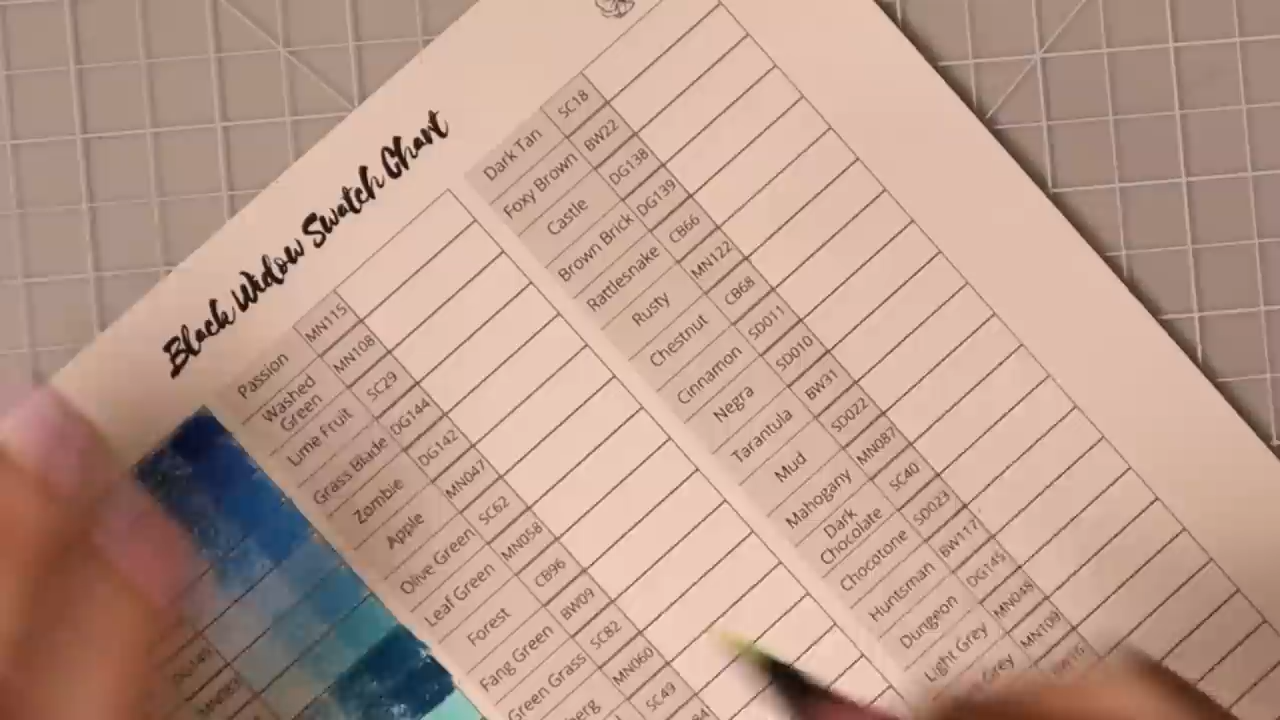 Black Widow Swatch Chart
Passion MN115
Washed Green MN108
Lime Fruit SC29
Grass Blade DG144
Zombie DG142
Apple MN047
Olive Green SC62
Leaf Green MN058
Forest CB96
Fang Green BW09
Green Grass SC82
MN060
SC49
Dark Tan SC18
Foxy Brown BW22
Castle DG138
Brown Brick DG139
Rattlesnake CB66
Rusty MN122
Chestnut CB68
Cinnamon SD011
Negra SD010
Tarantula BW31
Mud SD022
Mahogany MN087
Dark Chocolate SC40
Chocotone SD023
Huntsman BW117
Dungeon DG145
Light Grey MN048
Grey MN109